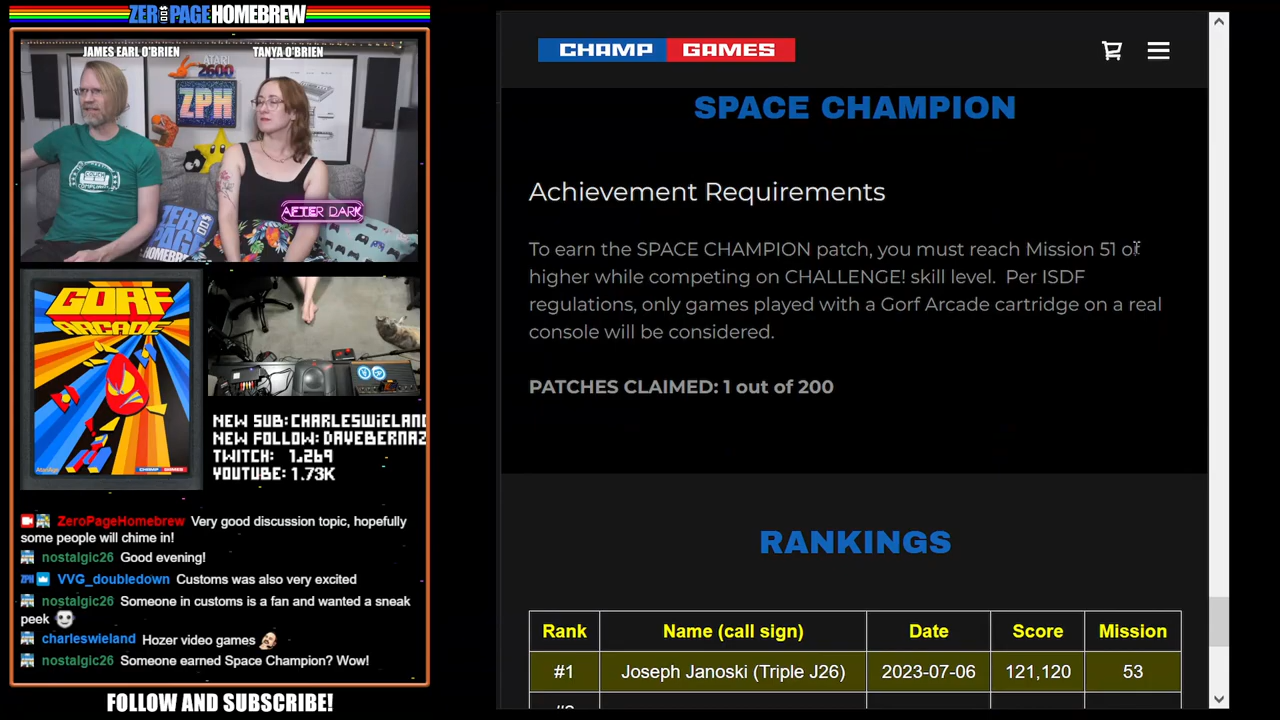 ZERO PAGE HOMEBREW
JAMES EARL O'BRIEN
TANYA O'BRIEN
ATARI
2600
ZPH
AFTER DARK
ZERO
PAGE
HOMEBREW
GORF
ARCADE
CHAMP GAMES
NEW SUB:CHARLESWIELAND
NEW FOLLOW:DAVEBERNAZ
TWITCH: 1,269
YOUTUBE: 1.73K
ZeroPageHomebrew Very good discussion topic, hopefully
some people will chime in!
nostalgic26 Good evening!
VVG_doubledown Customs was also very excited
nostalgic26 Someone in customs is a fan and wanted a sneak
peek
charleswieland Hozer video games
nostalgic26 Someone earned Space Champion? Wow!
FOLLOW AND SUBSCRIBE!
CHAMP GAMES
SPACE CHAMPION
Achievement Requirements
To earn the SPACE CHAMPION patch, you must reach Mission 51 or
higher while competing on CHALLENGE! skill level. Per ISDF
regulations, only games played with a Gorf Arcade cartridge on a real
console will be considered.
PATCHES CLAIMED: 1 out of 200
RANKINGS
Rank Name (call sign) Date Score Mission
#1 Joseph Janoski (Triple J26) 2023-07-06 121,120 53